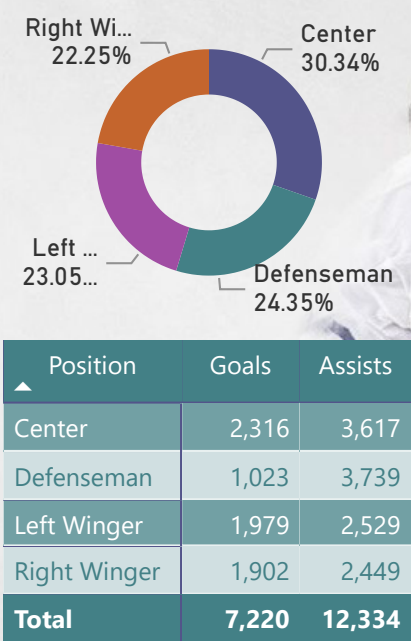 Right Wi...
22.25%
Center
30.34%
Left ...
23.05...
Defenseman
24.35%
Position Goals Assists
Center 2,316 3,617
Defenseman 1,023 3,739
Left Winger 1,979 2,529
Right Winger 1,902 2,449
Total 7,220 12,334